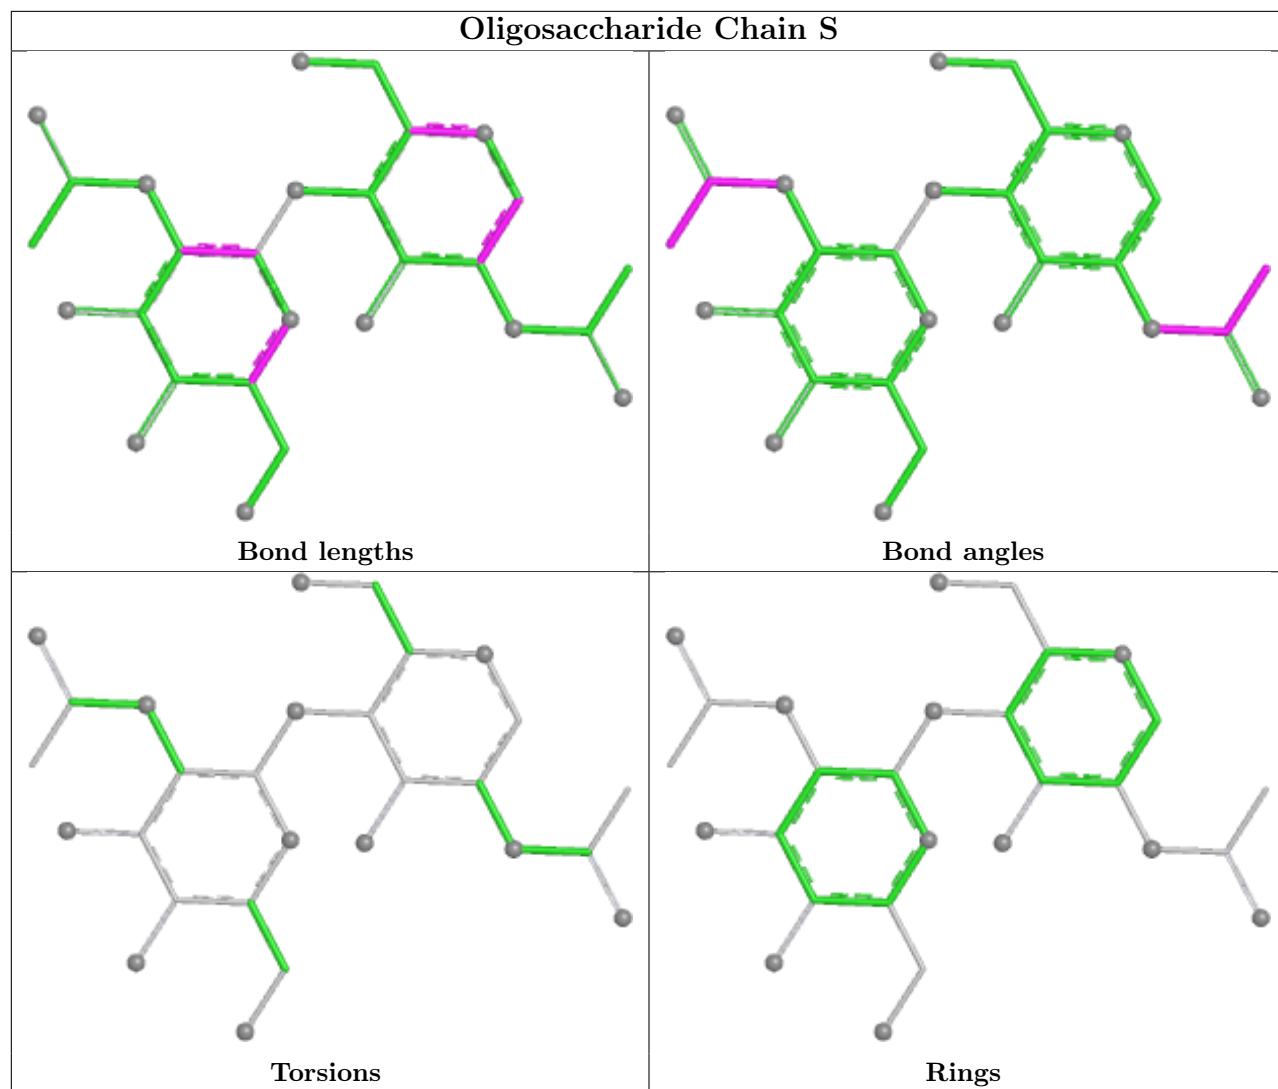 Oligosaccharide Chain S
Bond lengths
Bond angles
Torsions
Rings